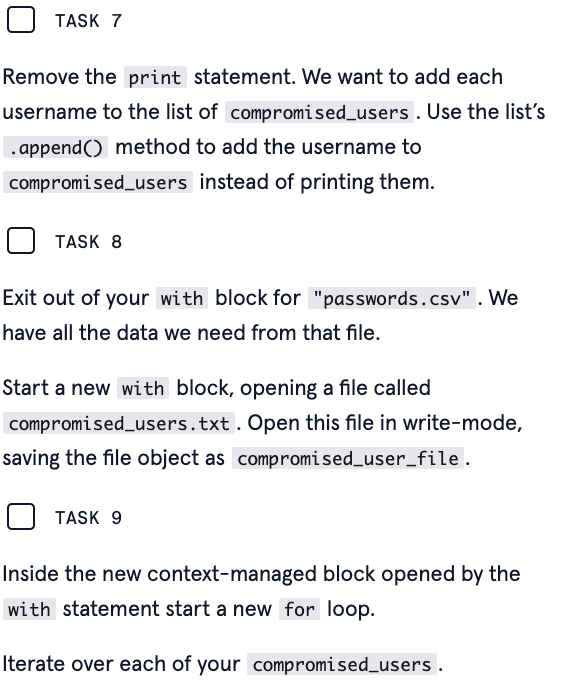 TASK 7
Remove the print statement. We want to add each
username to the list of compromised_users. Use the list’s
.append() method to add the username to
compromised_users instead of printing them.
TASK 8
Exit out of your with block for "passwords.csv". We
have all the data we need from that file.
Start a new with block, opening a file called
compromised_users.txt. Open this file in write-mode,
saving the file object as compromised_user_file.
TASK 9
Inside the new context-managed block opened by the
with statement start a new for loop.
Iterate over each of your compromised_users.